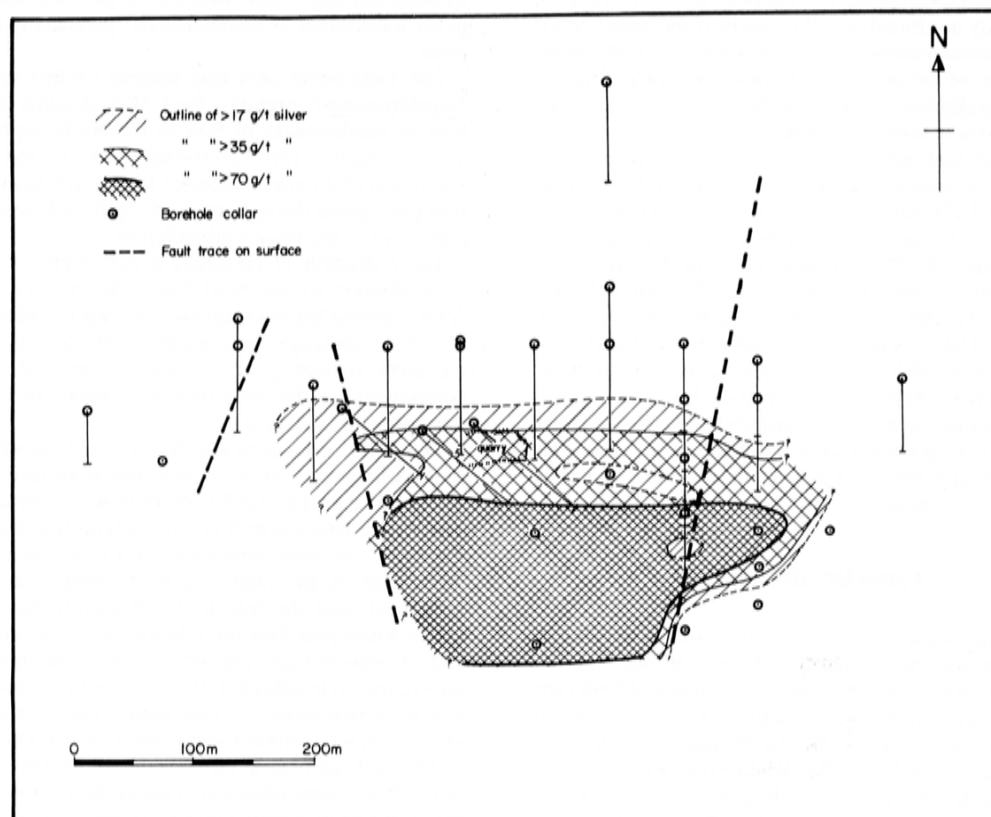 N
Outline of >17 g/t silver
" " >35 g/t "
" " >70 g/t "
Borehole collar
Fault trace on surface
QUARRY
0 100m 200m